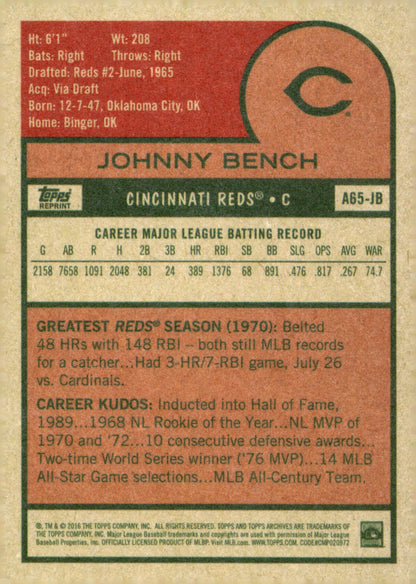 Ht: 6'1" Wt: 208
Bats: Right Throws: Right
Drafted: Reds #2-June, 1965
Acq: Via Draft
Born: 12-7-47, Oklahoma City, OK
Home: Binger, OK
C
JOHNNY BENCH
Topps
REPRINT
CINCINNATI REDS® • C
A65-JB
CAREER MAJOR LEAGUE BATTING RECORD
G AB R H 2B 3B HR RBI SB BB SLG OPS AVG WAR
2158 7658 1091 2048 381 24 389 1376 68 891 .476 .817 .267 74.7
GREATEST REDS® SEASON (1970): Belted
48 HRs with 148 RBI – both still MLB records
for a catcher...Had 3-HR/7-RBI game, July 26
vs. Cardinals.
CAREER KUDOS: Inducted into Hall of Fame,
1989...1968 NL Rookie of the Year...NL MVP of
1970 and '72...10 consecutive defensive awards...
Two-time World Series winner ('76 MVP)...14 MLB
All-Star Game selections...MLB All-Century Team.
®, TM & © 2016 THE TOPPS COMPANY, INC. ALL RIGHTS RESERVED. TOPPS AND TOPPS ARCHIVES ARE TRADEMARKS OF
THE TOPPS COMPANY, INC. Major League Baseball trademarks and copyrights are used with permission of Major League
Baseball Properties, Inc. OFFICIALLY LICENSED PRODUCT OF MLBP. Visit MLB.com. WWW.TOPPS.COM. CODE#CMP020972